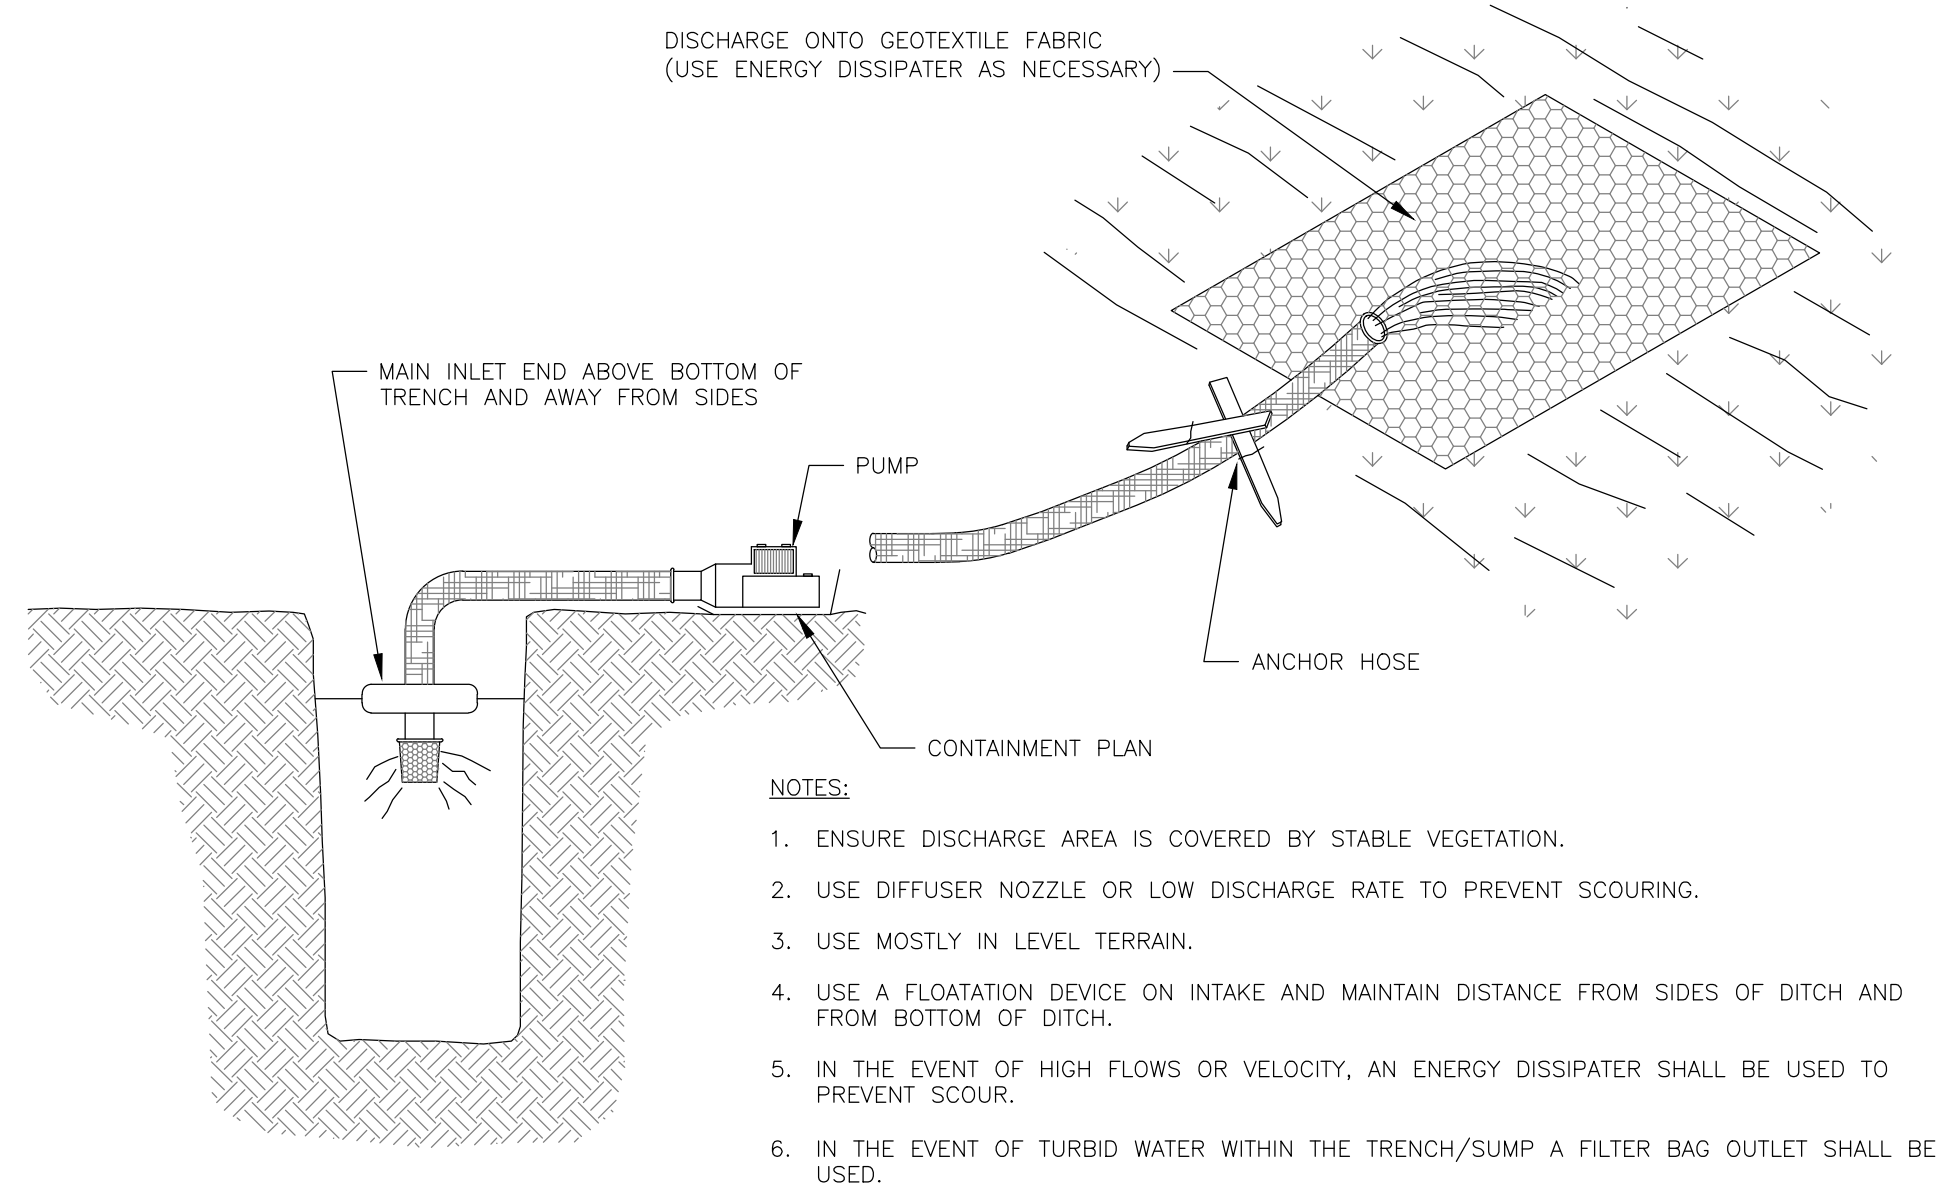 DISCHARGE ONTO GEOTEXTILE FABRIC
(USE ENERGY DISSIPATER AS NECESSARY)
MAIN INLET END ABOVE BOTTOM OF
TRENCH AND AWAY FROM SIDES
PUMP
ANCHOR HOSE
CONTAINMENT PLAN
NOTES:
1. ENSURE DISCHARGE AREA IS COVERED BY STABLE VEGETATION.
2. USE DIFFUSER NOZZLE OR LOW DISCHARGE RATE TO PREVENT SCOURING.
3. USE MOSTLY IN LEVEL TERRAIN.
4. USE A FLOATATION DEVICE ON INTAKE AND MAINTAIN DISTANCE FROM SIDES OF DITCH AND
FROM BOTTOM OF DITCH.
5. IN THE EVENT OF HIGH FLOWS OR VELOCITY, AN ENERGY DISSIPATER SHALL BE USED TO
PREVENT SCOUR.
6. IN THE EVENT OF TURBID WATER WITHIN THE TRENCH/SUMP A FILTER BAG OUTLET SHALL BE
USED.